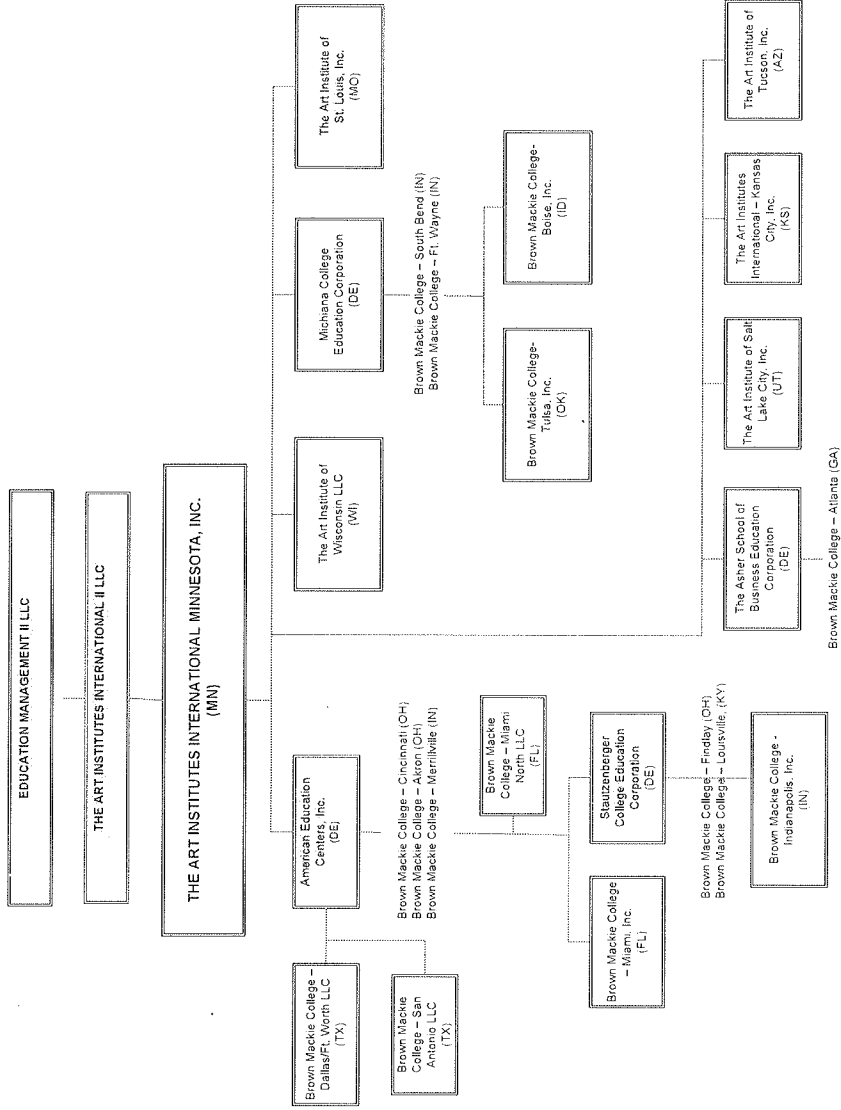 EDUCATION MANAGEMENT II LLC
THE ART INSTITUTES INTERNATIONAL II LLC
THE ART INSTITUTES INTERNATIONAL MINNESOTA, INC.
(MN)
American Education
Centers, Inc.
(DE)
The Art Institute of
Wisconsin LLC
(WI)
Michiana College
Education Corporation
(DE)
The Art Institute of
St. Louis, Inc.
(MO)
Brown Mackie College –
Dallas/Ft. Worth LLC
(TX)
Brown Mackie
College – San
Antonio LLC
(TX)
Brown Mackie College – Cincinnati (OH)
Brown Mackie College – Akron (OH)
Brown Mackie College – Merrillville (IN)
Brown Mackie College – South Bend (IN)
Brown Mackie College – Ft. Wayne (IN)
Brown Mackie
College – Miami
North LLC
(FL)
Brown Mackie College-
Tulsa, Inc.
(OK)
Brown Mackie College-
Boise, Inc.
(ID)
Brown Mackie College
– Miami, Inc.
(FL)
Stautzenberger
College Education
Corporation
(DE)
Brown Mackie College – Findlay (OH)
Brown Mackie College – Louisville, (KY)
Brown Mackie College -
Indianapolis, Inc.
(IN)
The Asher School of
Business Education
Corporation
(DE)
The Art Institute of Salt
Lake City, Inc.
(UT)
The Art Institutes
International – Kansas
City, Inc.
(KS)
The Art Institute of
Tucson, Inc.
(AZ)
Brown Mackie College – Atlanta (GA)